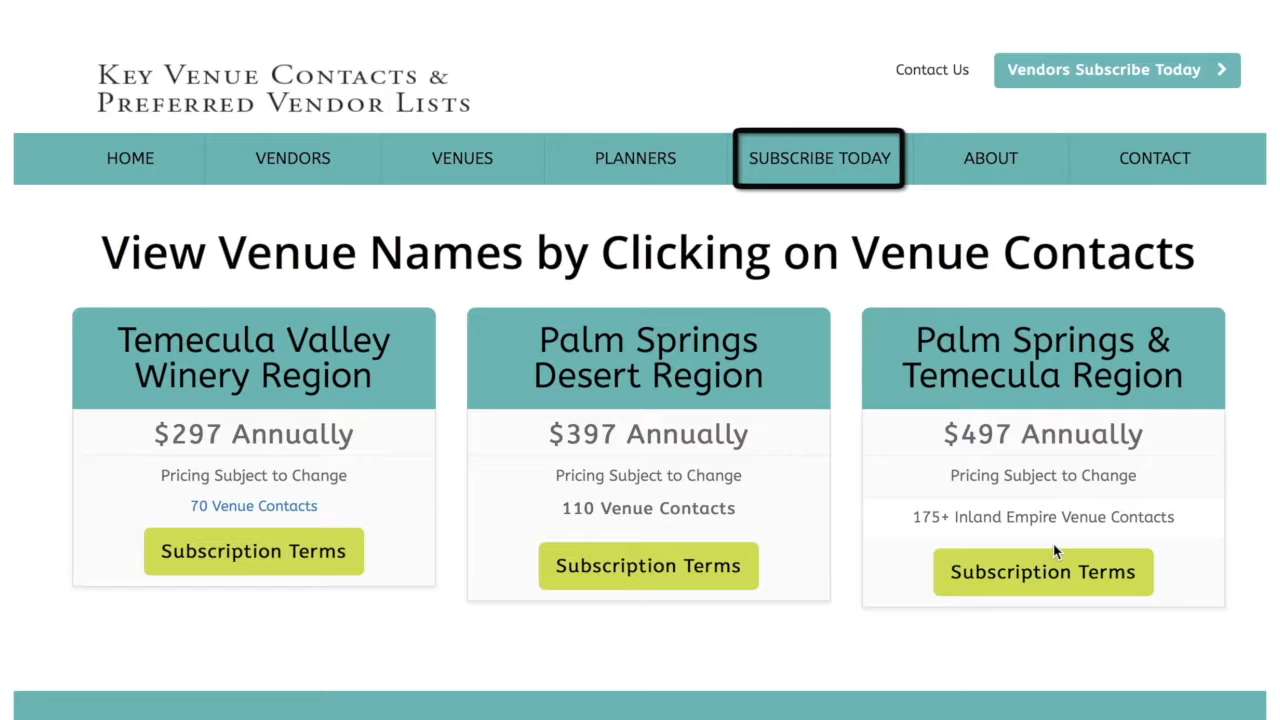 KEY VENUE CONTACTS &
PREFERRED VENDOR LISTS
Contact Us
Vendors Subscribe Today
HOME
VENDORS
VENUES
PLANNERS
SUBSCRIBE TODAY
ABOUT
CONTACT
View Venue Names by Clicking on Venue Contacts
Temecula Valley
Winery Region
$297 Annually
Pricing Subject to Change
70 Venue Contacts
Subscription Terms
Palm Springs
Desert Region
$397 Annually
Pricing Subject to Change
110 Venue Contacts
Subscription Terms
Palm Springs &
Temecula Region
$497 Annually
Pricing Subject to Change
175+ Inland Empire Venue Contacts
Subscription Terms